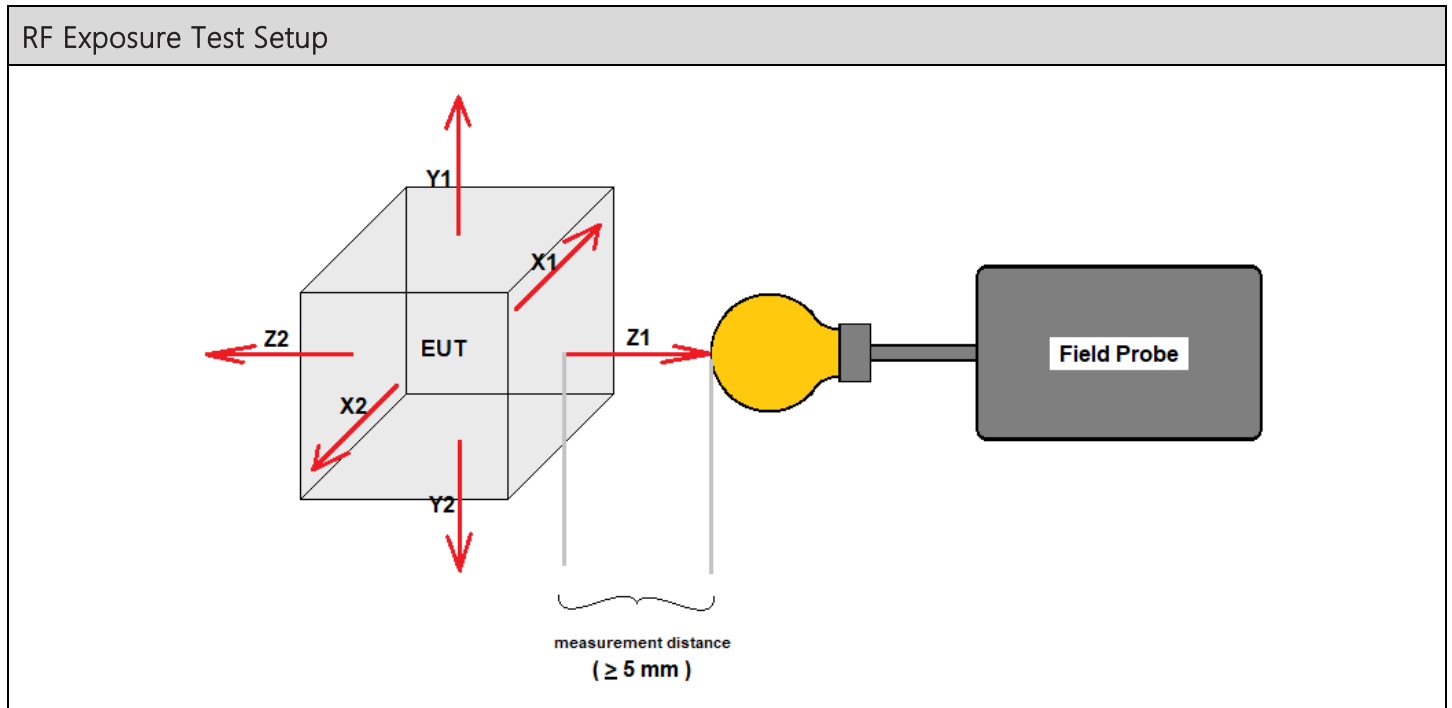 RF Exposure Test Setup
Y1
X1
Z2
EUT
Z1
Field Probe
X2
Y2
measurement distance
( ≥ 5 mm )